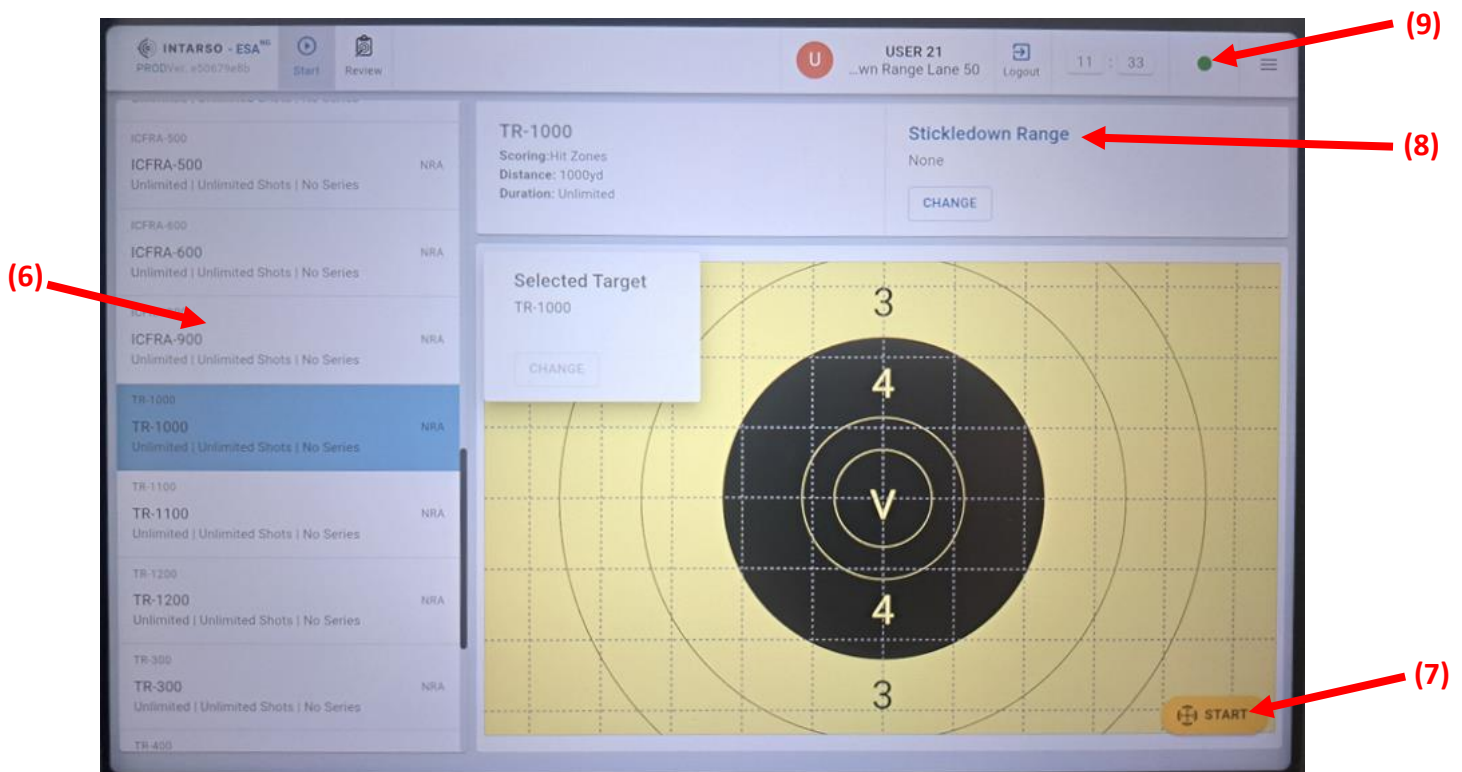 (9)
INTARSO - ESA NG
PRODVer. e50679e8b
Start
Review
U
USER 21
...wn Range Lane 50
Logout
11 : 33
(8)
ICFRA-500
ICFRA-500
NRA
Unlimited | Unlimited Shots | No Series
ICFRA-600
ICFRA-600
NRA
Unlimited | Unlimited Shots | No Series
ICFRA-900
NRA
Unlimited | Unlimited Shots | No Series
TR-1000
TR-1000
NRA
Unlimited | Unlimited Shots | No Series
TR-1100
TR-1100
NRA
Unlimited | Unlimited Shots | No Series
TR-1200
TR-1200
NRA
Unlimited | Unlimited Shots | No Series
TR-300
TR-300
NRA
Unlimited | Unlimited Shots | No Series
TR-400
(6)
TR-1000
Scoring:Hit Zones
Distance: 1000yd
Duration: Unlimited
Stickledown Range
None
CHANGE
Selected Target
TR-1000
CHANGE
3
4
V
4
3
START
(7)